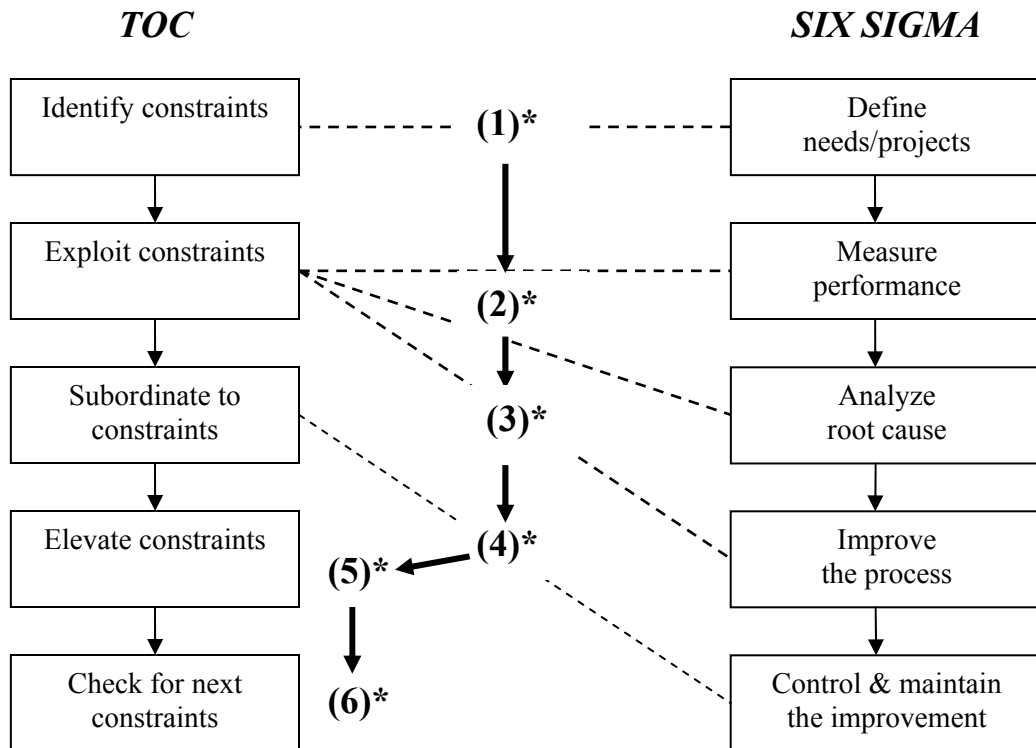 TOC
SIX SIGMA
Identify constraints
(1)*
Define
needs/projects
Exploit constraints
(2)*
Measure
performance
Subordinate to
constraints
(3)*
Analyze
root cause
Elevate constraints
(4)*
(5)*
Improve
the process
Check for next
constraints
(6)*
Control & maintain
the improvement